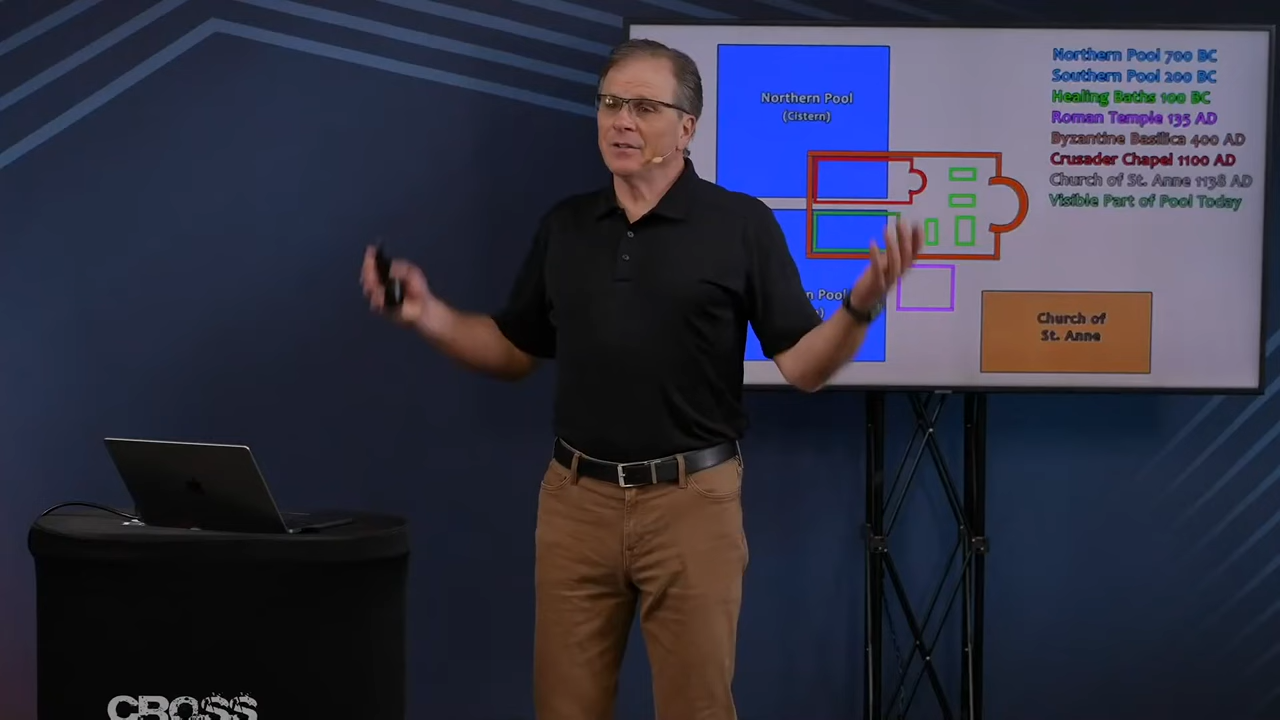 Northern Pool
(Cistern)
n Pool
Church of
St. Anne
Northern Pool 700 BC
Southern Pool 200 BC
Healing Baths 100 BC
Roman Temple 135 AD
Byzantine Basilica 400 AD
Crusader Chapel 1100 AD
Church of St. Anne 1138 AD
Visible Part of Pool Today
CROSS